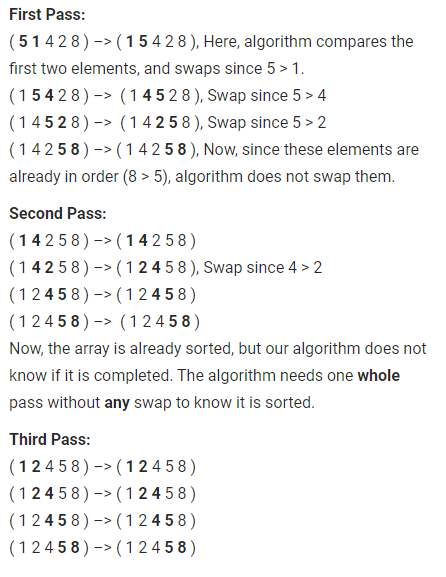 First Pass:
( 5 1 4 2 8 ) –> ( 1 5 4 2 8 ), Here, algorithm compares the
first two elements, and swaps since 5 > 1.
( 1 5 4 2 8 ) –> ( 1 4 5 2 8 ), Swap since 5 > 4
( 1 4 5 2 8 ) –> ( 1 4 2 5 8 ), Swap since 5 > 2
( 1 4 2 5 8 ) –> ( 1 4 2 5 8 ), Now, since these elements are
already in order (8 > 5), algorithm does not swap them.
Second Pass:
( 1 4 2 5 8 ) –> ( 1 4 2 5 8 )
( 1 4 2 5 8 ) –> ( 1 2 4 5 8 ), Swap since 4 > 2
( 1 2 4 5 8 ) –> ( 1 2 4 5 8 )
( 1 2 4 5 8 ) –> ( 1 2 4 5 8 )
Now, the array is already sorted, but our algorithm does not
know if it is completed. The algorithm needs one whole
pass without any swap to know it is sorted.
Third Pass:
( 1 2 4 5 8 ) –> ( 1 2 4 5 8 )
( 1 2 4 5 8 ) –> ( 1 2 4 5 8 )
( 1 2 4 5 8 ) –> ( 1 2 4 5 8 )
( 1 2 4 5 8 ) –> ( 1 2 4 5 8 )